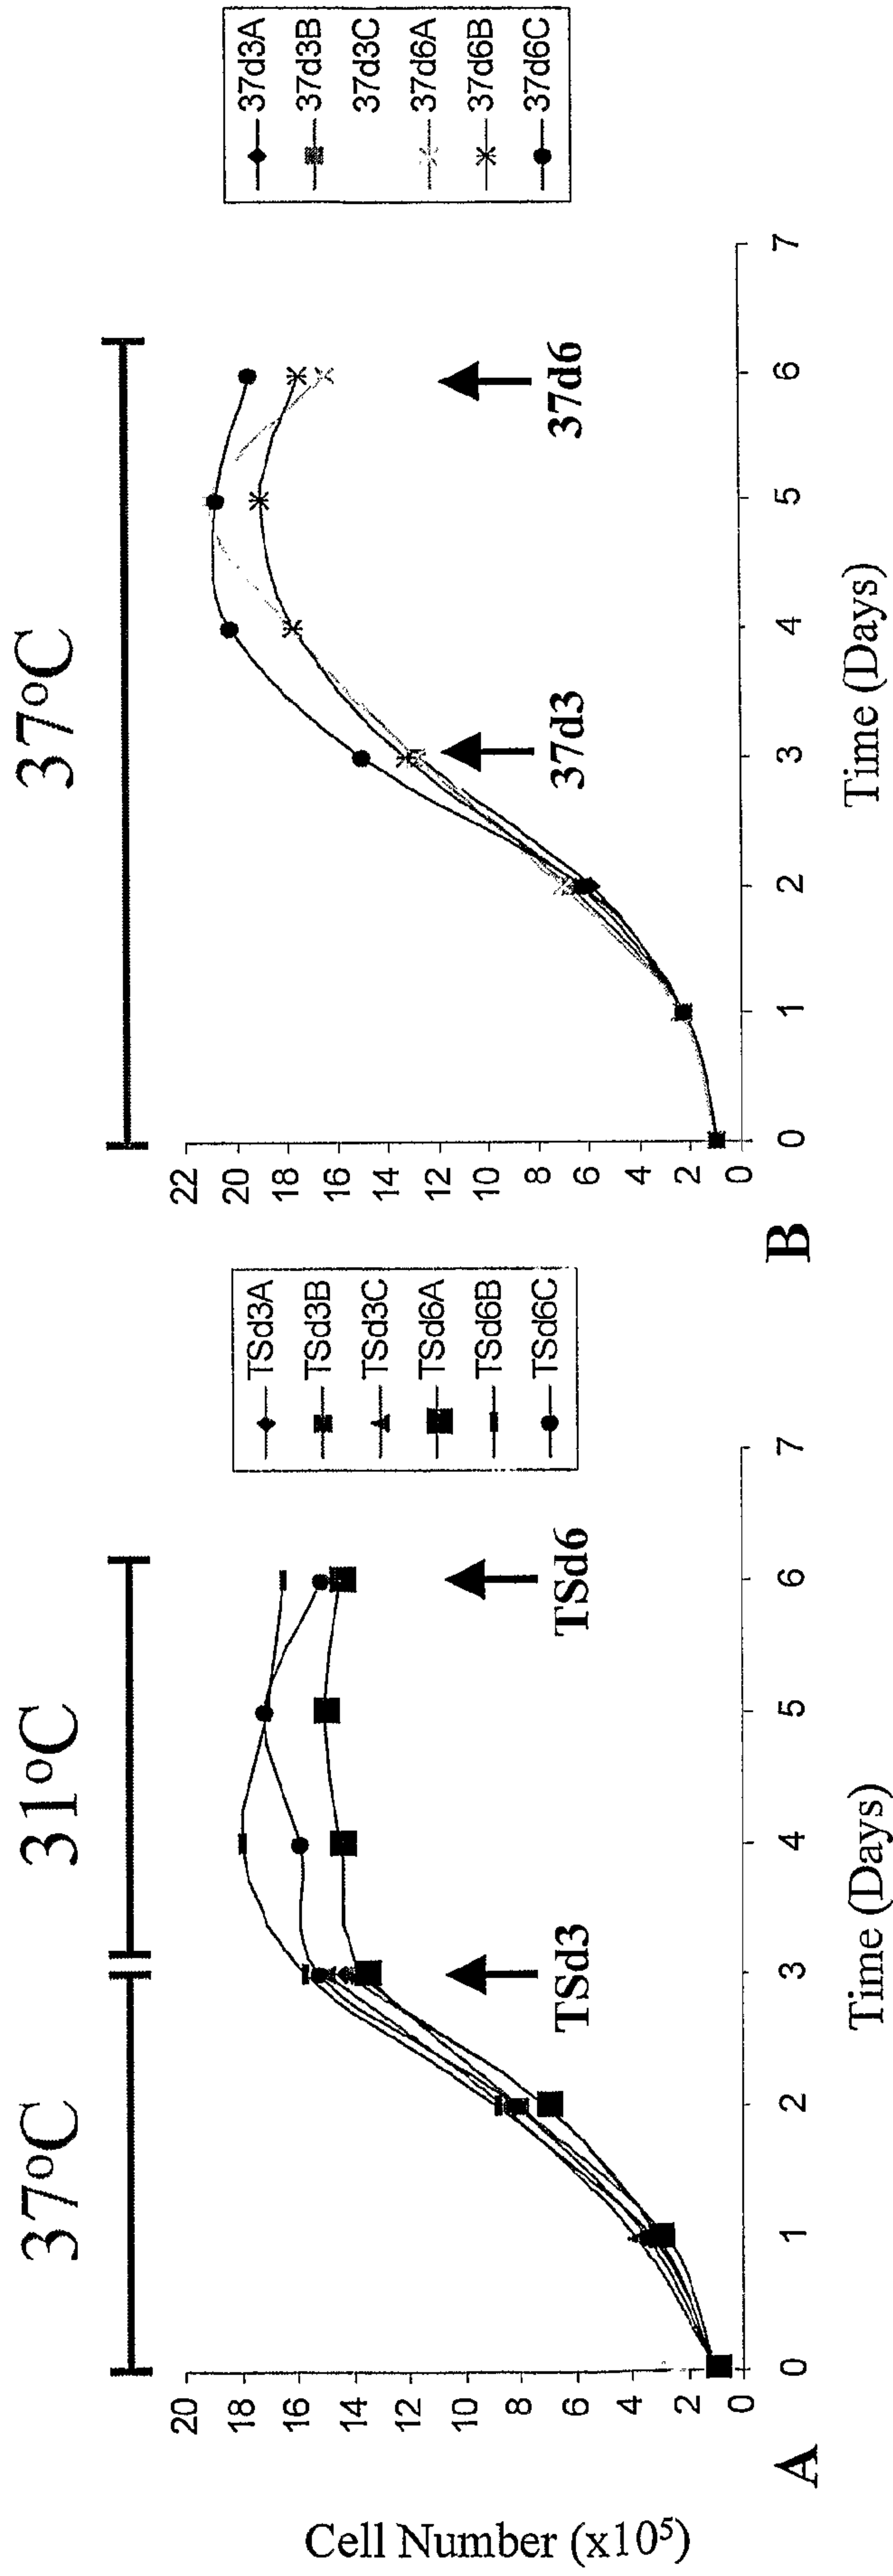 37°C
31°C
Cell Number (x10⁵)
20
18
16
14
12
10
8
6
4
2
0
0
1
2
3
4
5
6
7
TSd3
TSd6
Time (Days)
TSd3A
TSd3B
TSd3C
TSd6A
TSd6B
TSd6C
A
37°C
22
20
18
16
14
12
10
8
6
4
2
0
0
1
2
3
4
5
6
7
37d3
37d6
Time (Days)
37d3A
37d3B
37d3C
37d6A
37d6B
37d6C
B